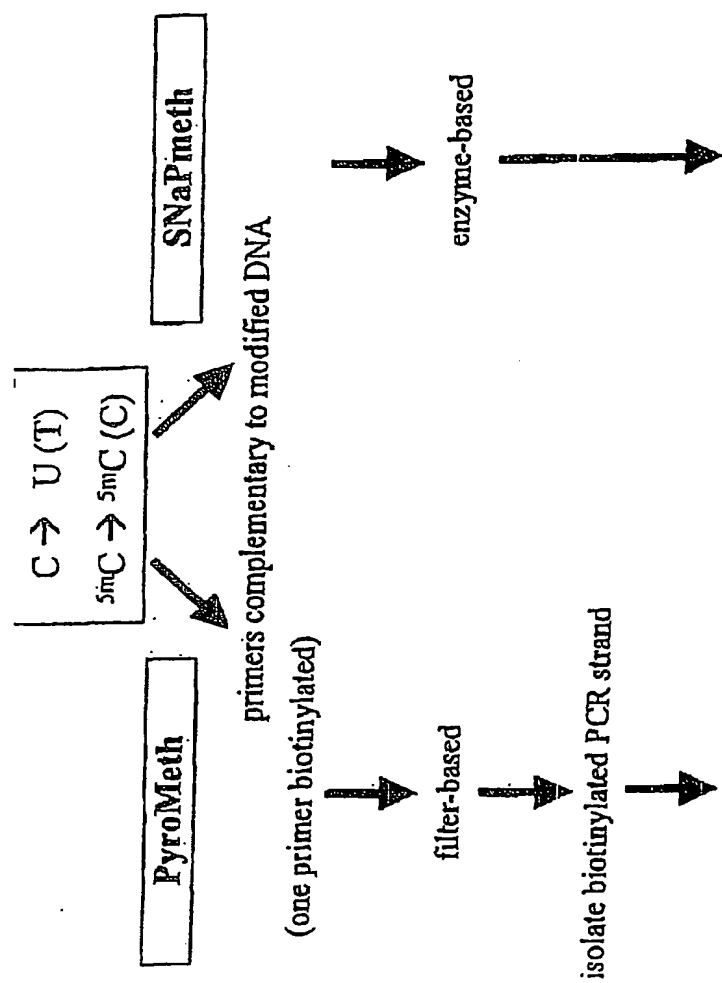 C → U (T)
5mC → 5mC (C)
PyroMeth
SNaPmeth
primers complementary to modified DNA
(one primer biotinylated)
filter-based
enzyme-based
isolate biotinylated PCR strand